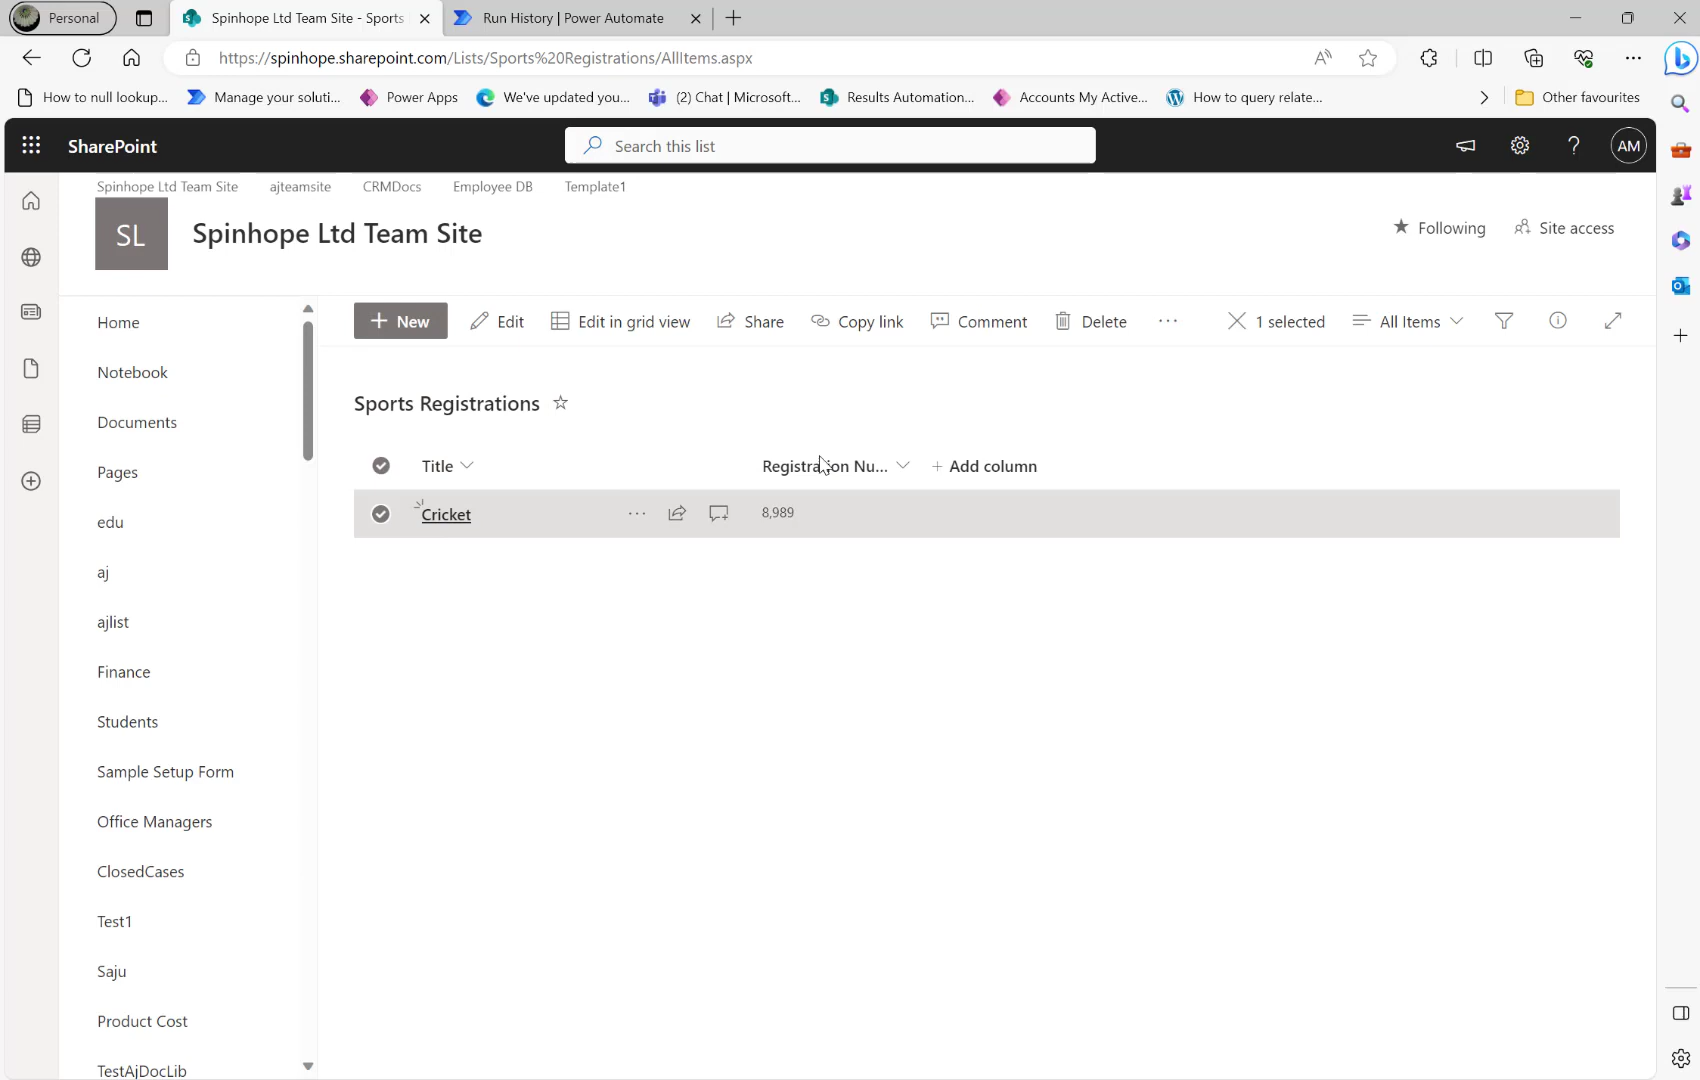 Personal
Spinhope Ltd Team Site - Sports
Run History | Power Automate
https://spinhope.sharepoint.com/Lists/Sports%20Registrations/AllItems.aspx
How to null lookup...
Manage your soluti...
Power Apps
We've updated you...
(2) Chat | Microsoft...
Results Automation...
Accounts My Active...
How to query relate...
Other favourites
SharePoint
Search this list
AM
Spinhope Ltd Team Site
ajteamsite
CRMDocs
Employee DB
Template1
SL
Spinhope Ltd Team Site
Following
Site access
New
Edit
Edit in grid view
Share
Copy link
Comment
Delete
1 selected
All Items
Home
Notebook
Documents
Pages
edu
aj
ajlist
Finance
Students
Sample Setup Form
Office Managers
ClosedCases
Test1
Saju
Product Cost
TestAjDocLib
Sports Registrations
Title
Registration Nu...
Add column
Cricket
8,989